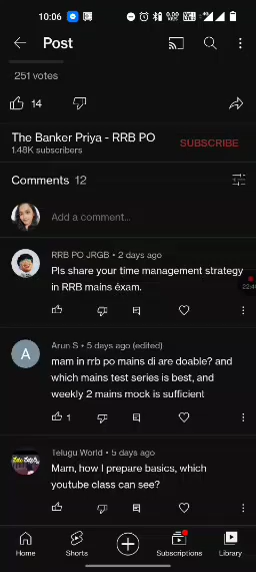 10:06
Post
251 votes
14
The Banker Priya - RRB PO
1.48K subscribers
SUBSCRIBE
Comments 12
Add a comment...
RRB PO JRGB • 2 days ago
Pls share your time management strategy
in RRB mains exam.
Arun S • 5 days ago (edited)
mam in rrb po mains di are doable? and
which mains test series is best, and
weekly 2 mains mock is sufficient
1
Telugu World • 5 days ago
Mam, how I prepare basics, which
youtube class can see?
Home
Shorts
Subscriptions
Library